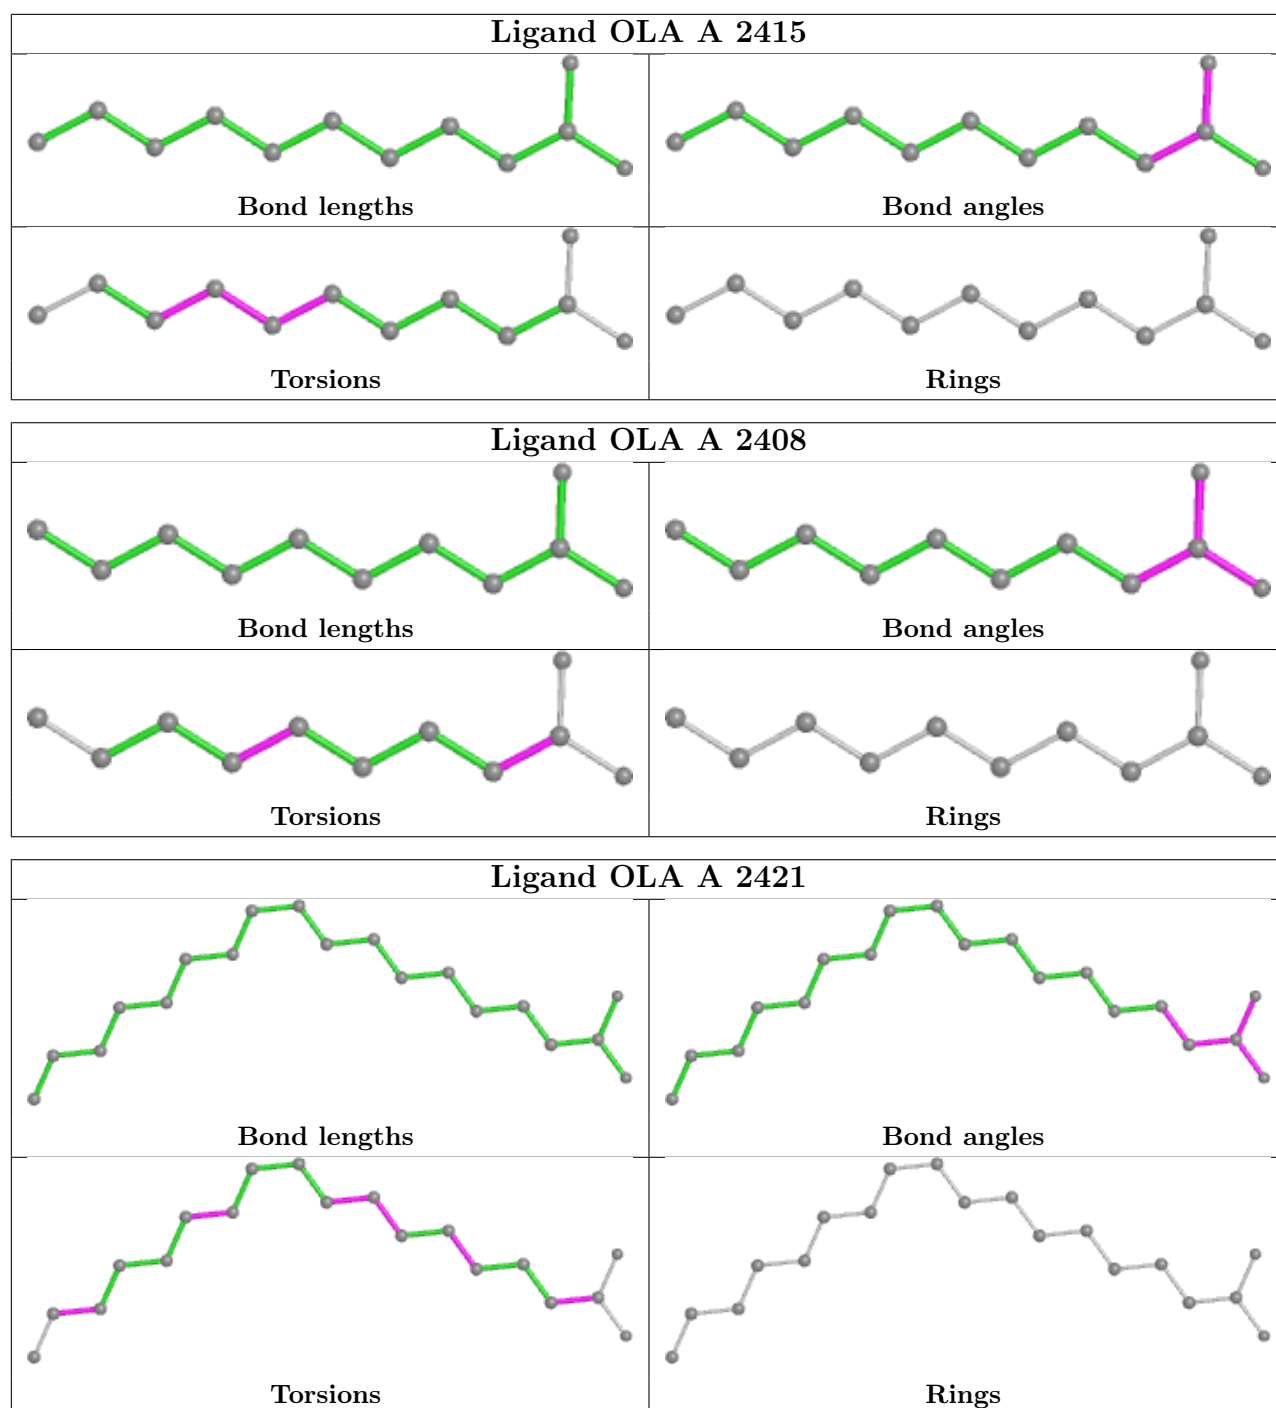 Ligand OLA A 2415
Bond lengths
Bond angles
Torsions
Rings
Ligand OLA A 2408
Bond lengths
Bond angles
Torsions
Rings
Ligand OLA A 2421
Bond lengths
Bond angles
Torsions
Rings